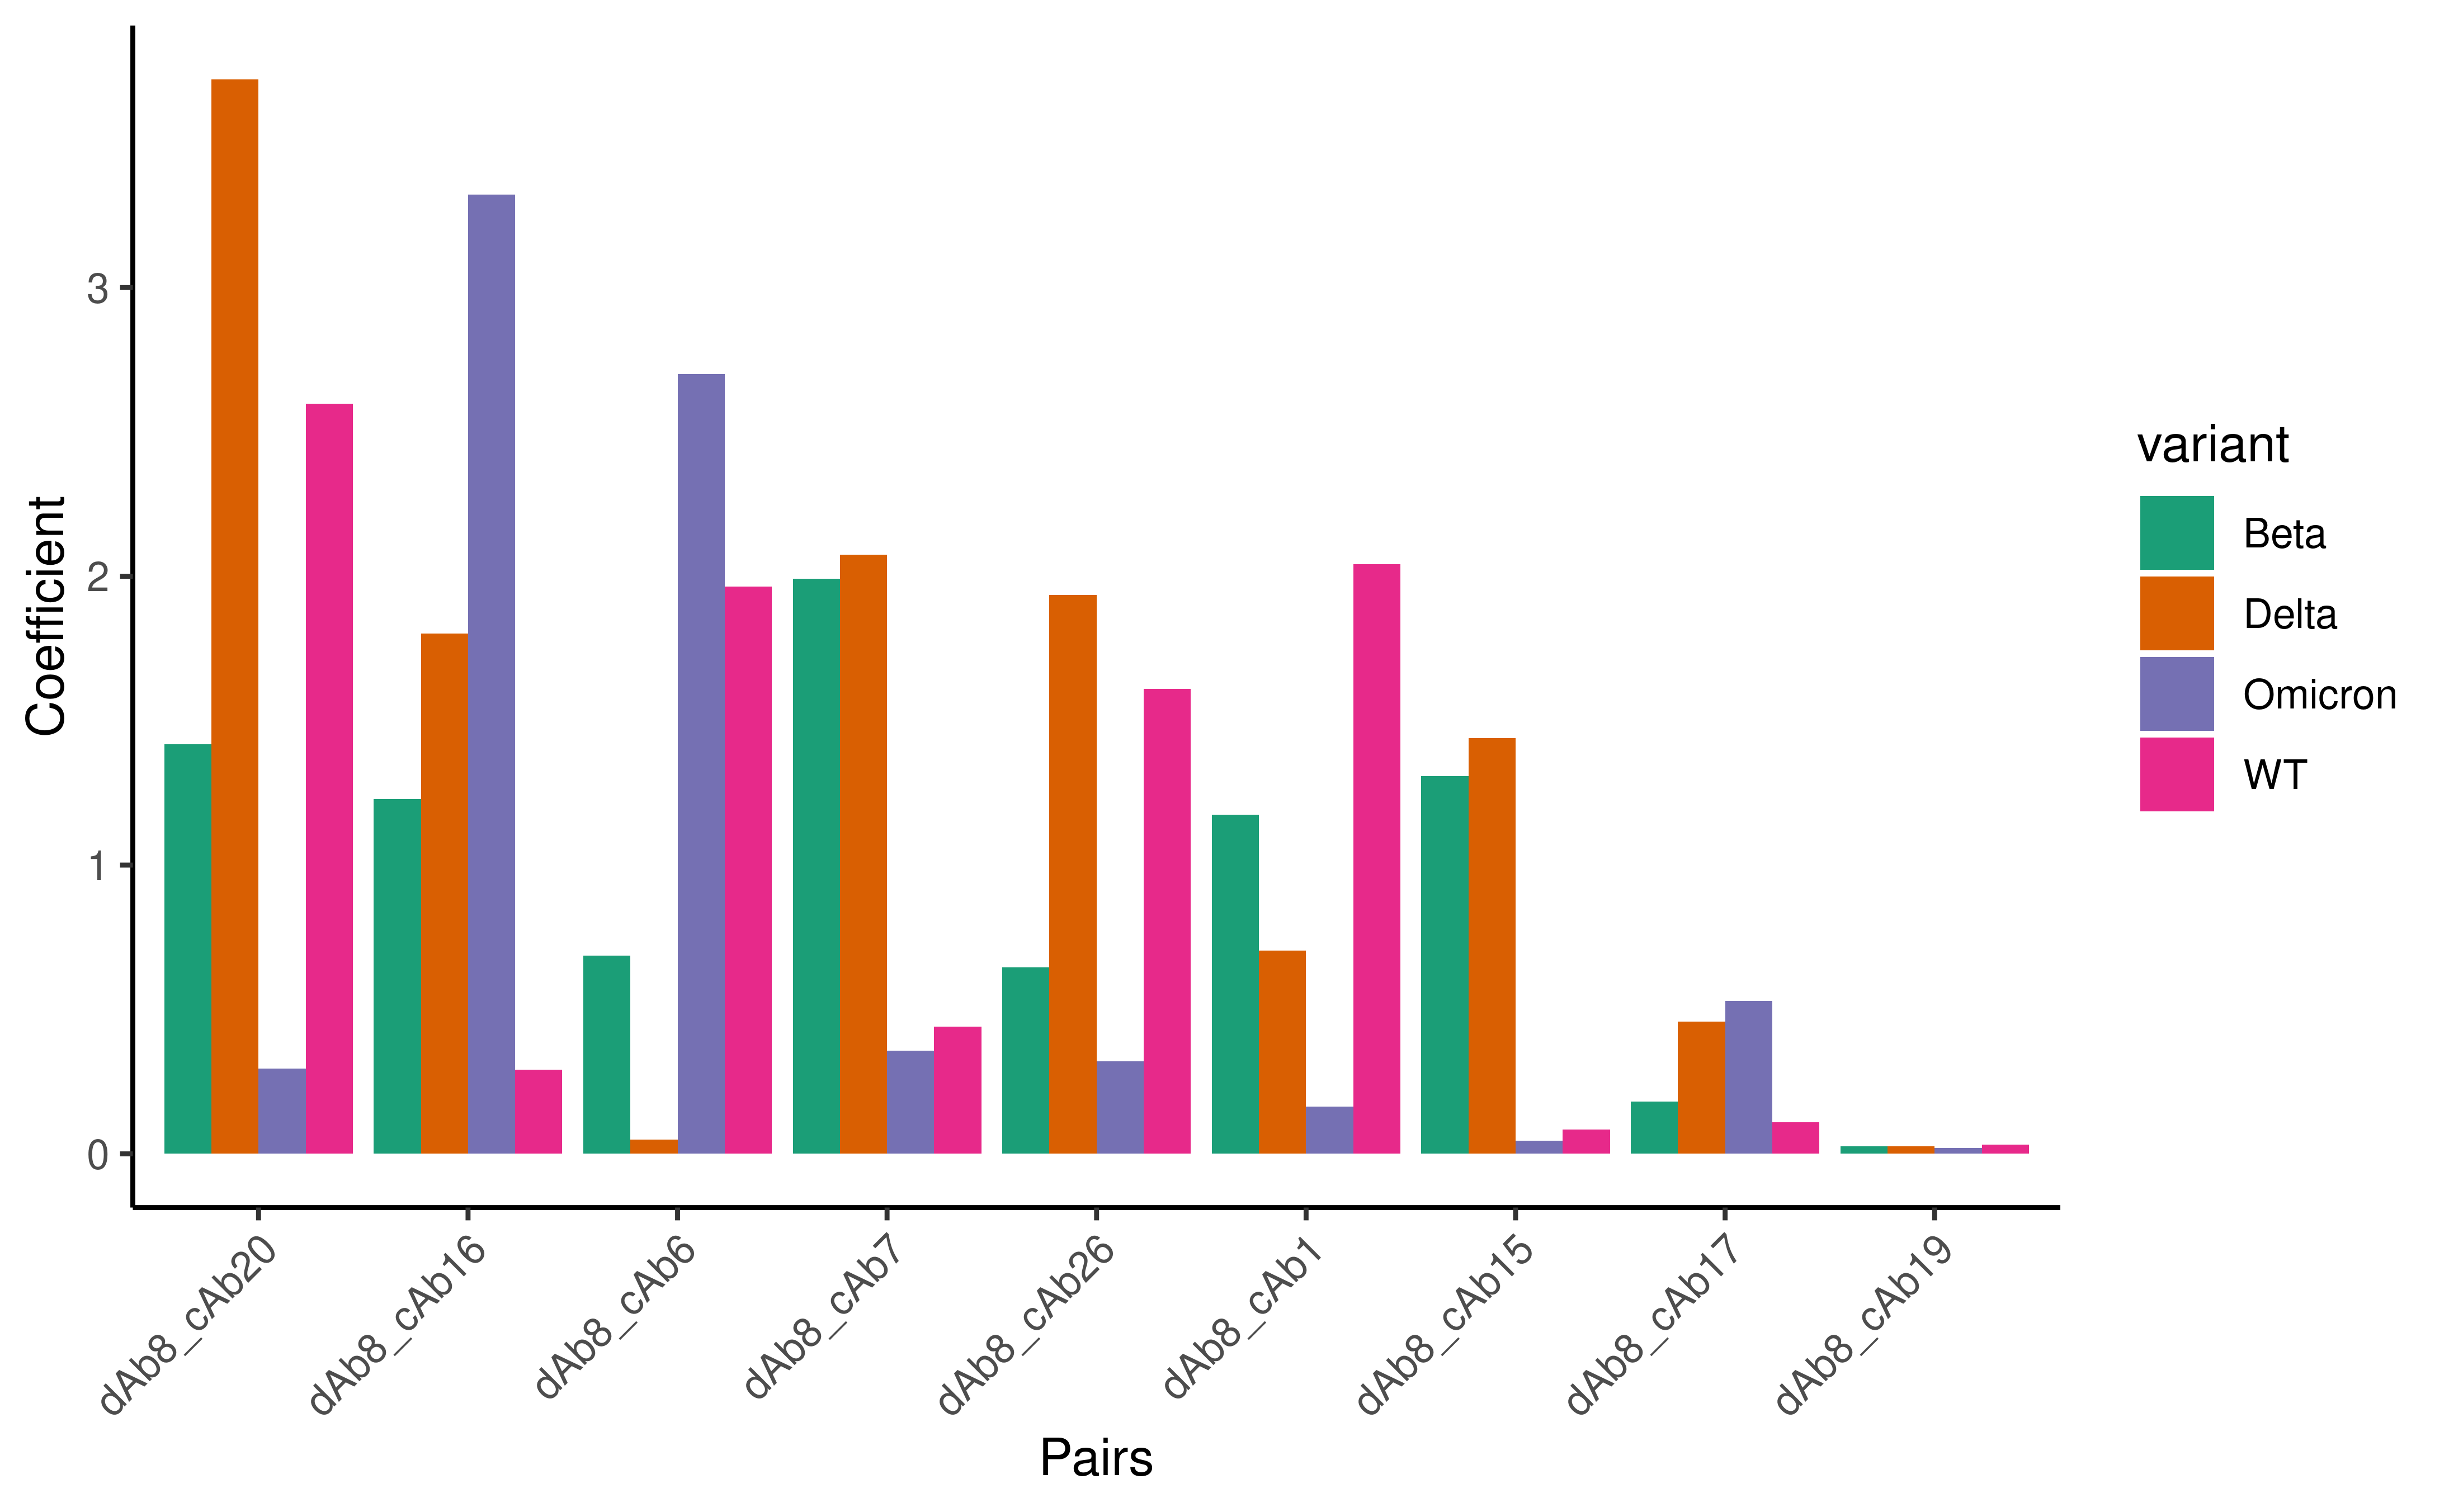 Coefficient
3
2
1
0
dAb8_cAb20
dAb8_cAb16
dAb8_cAb6
dAb8_cAb7
dAb8_cAb26
dAb8_cAb1
dAb8_cAb15
dAb8_cAb17
dAb8_cAb19
Pairs
variant
Beta
Delta
Omicron
WT